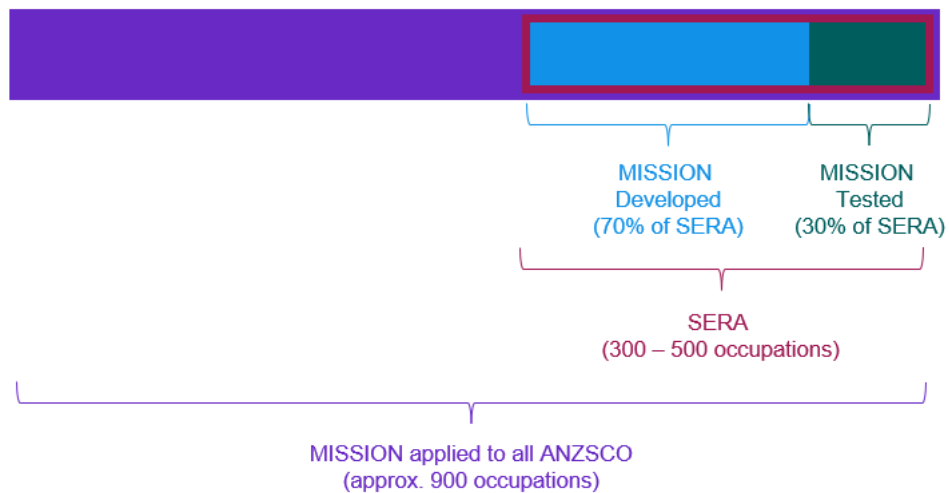 MISSION
Developed
(70% of SERA)
MISSION
Tested
(30% of SERA)
SERA
(300 – 500 occupations)
MISSION applied to all ANZSCO
(approx. 900 occupations)